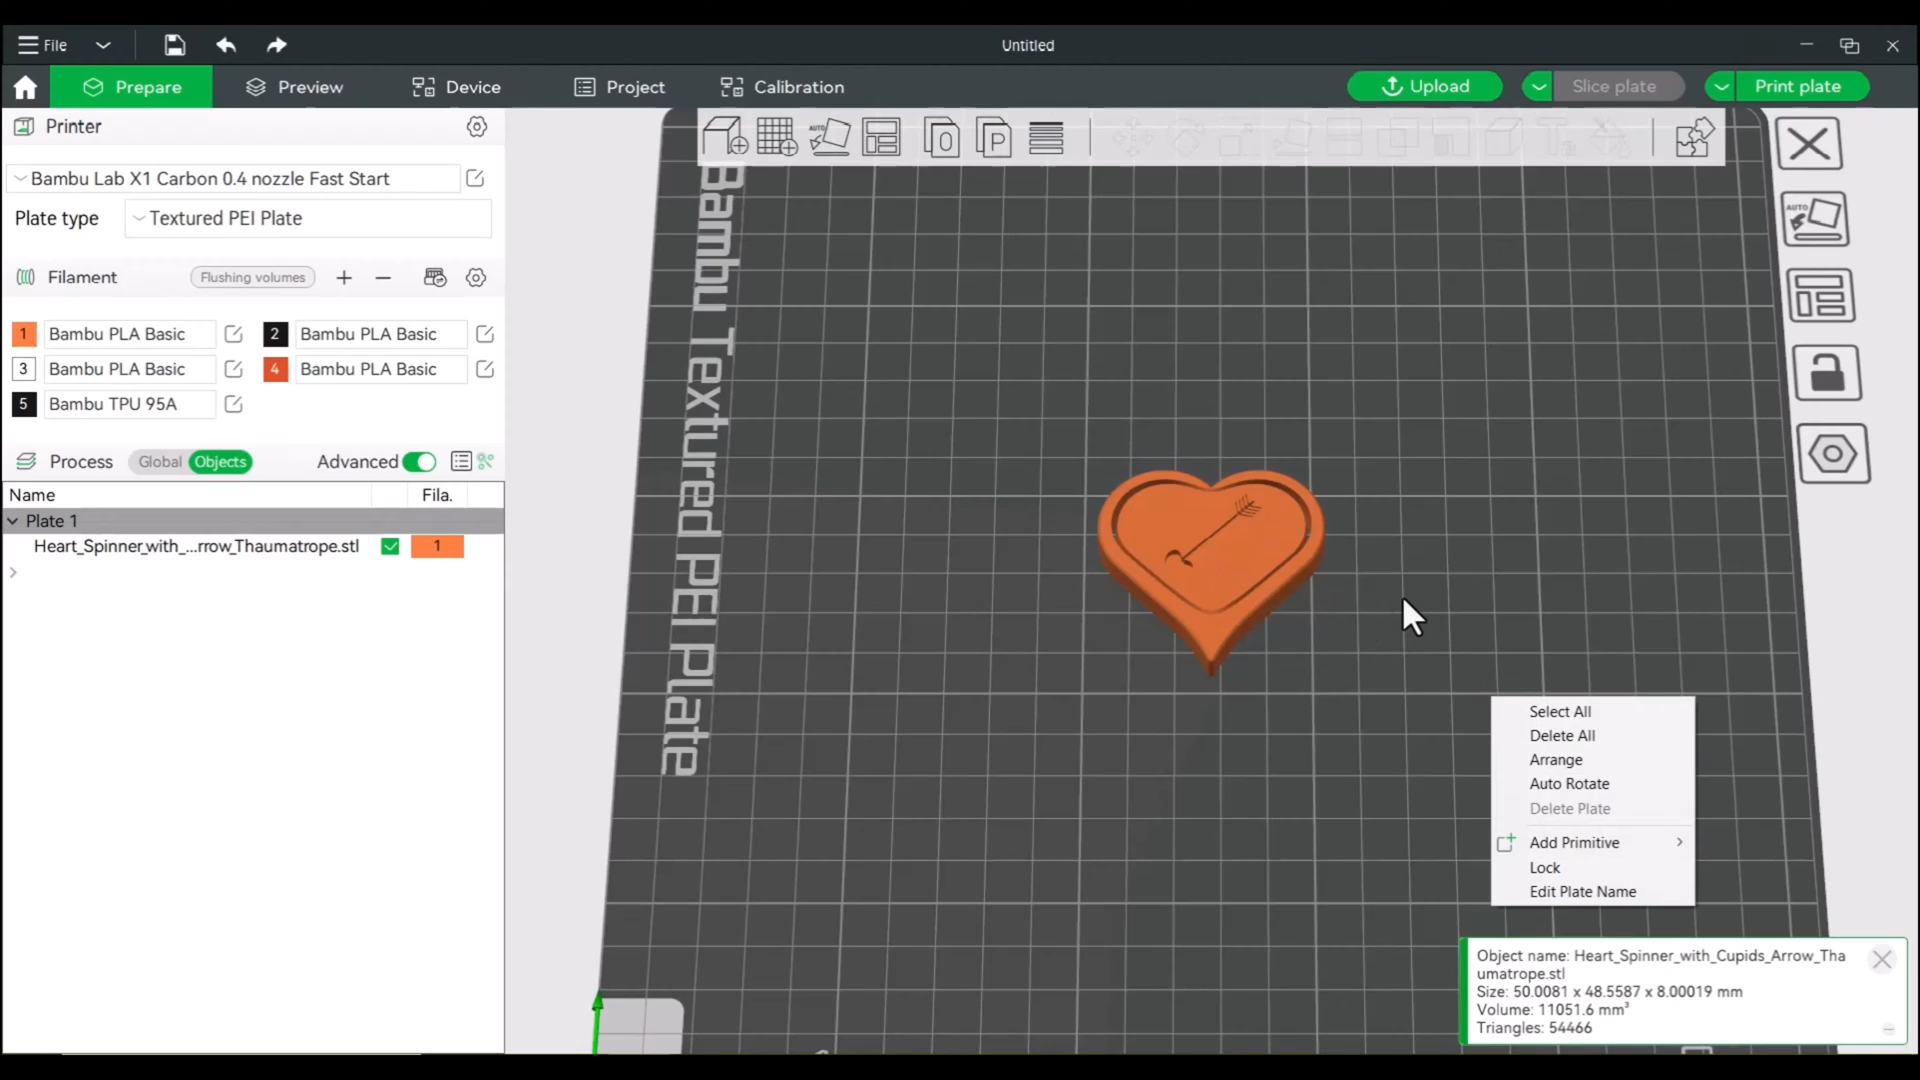 File
Untitled
Prepare
Preview
Device
Project
Calibration
Upload
Slice plate
Print plate
Printer
Bambu Lab X1 Carbon 0.4 nozzle Fast Start
Plate type
Textured PEI Plate
Filament
Flushing volumes
1 Bambu PLA Basic
2 Bambu PLA Basic
3 Bambu PLA Basic
4 Bambu PLA Basic
5 Bambu TPU 95A
Process
Global
Objects
Advanced
Name
Fila.
Plate 1
Heart_Spinner_with_...rrow_Thaumatrope.stl
1
AUTO
O
P
Bambu Textured PEI Plate
AUTO
Select All
Delete All
Arrange
Auto Rotate
Delete Plate
Add Primitive
Lock
Edit Plate Name
Object name: Heart_Spinner_with_Cupids_Arrow_Tha
umatrope.stl
Size: 50.0081 x 48.5587 x 8.00019 mm
Volume: 11051.6 mm³
Triangles: 54466